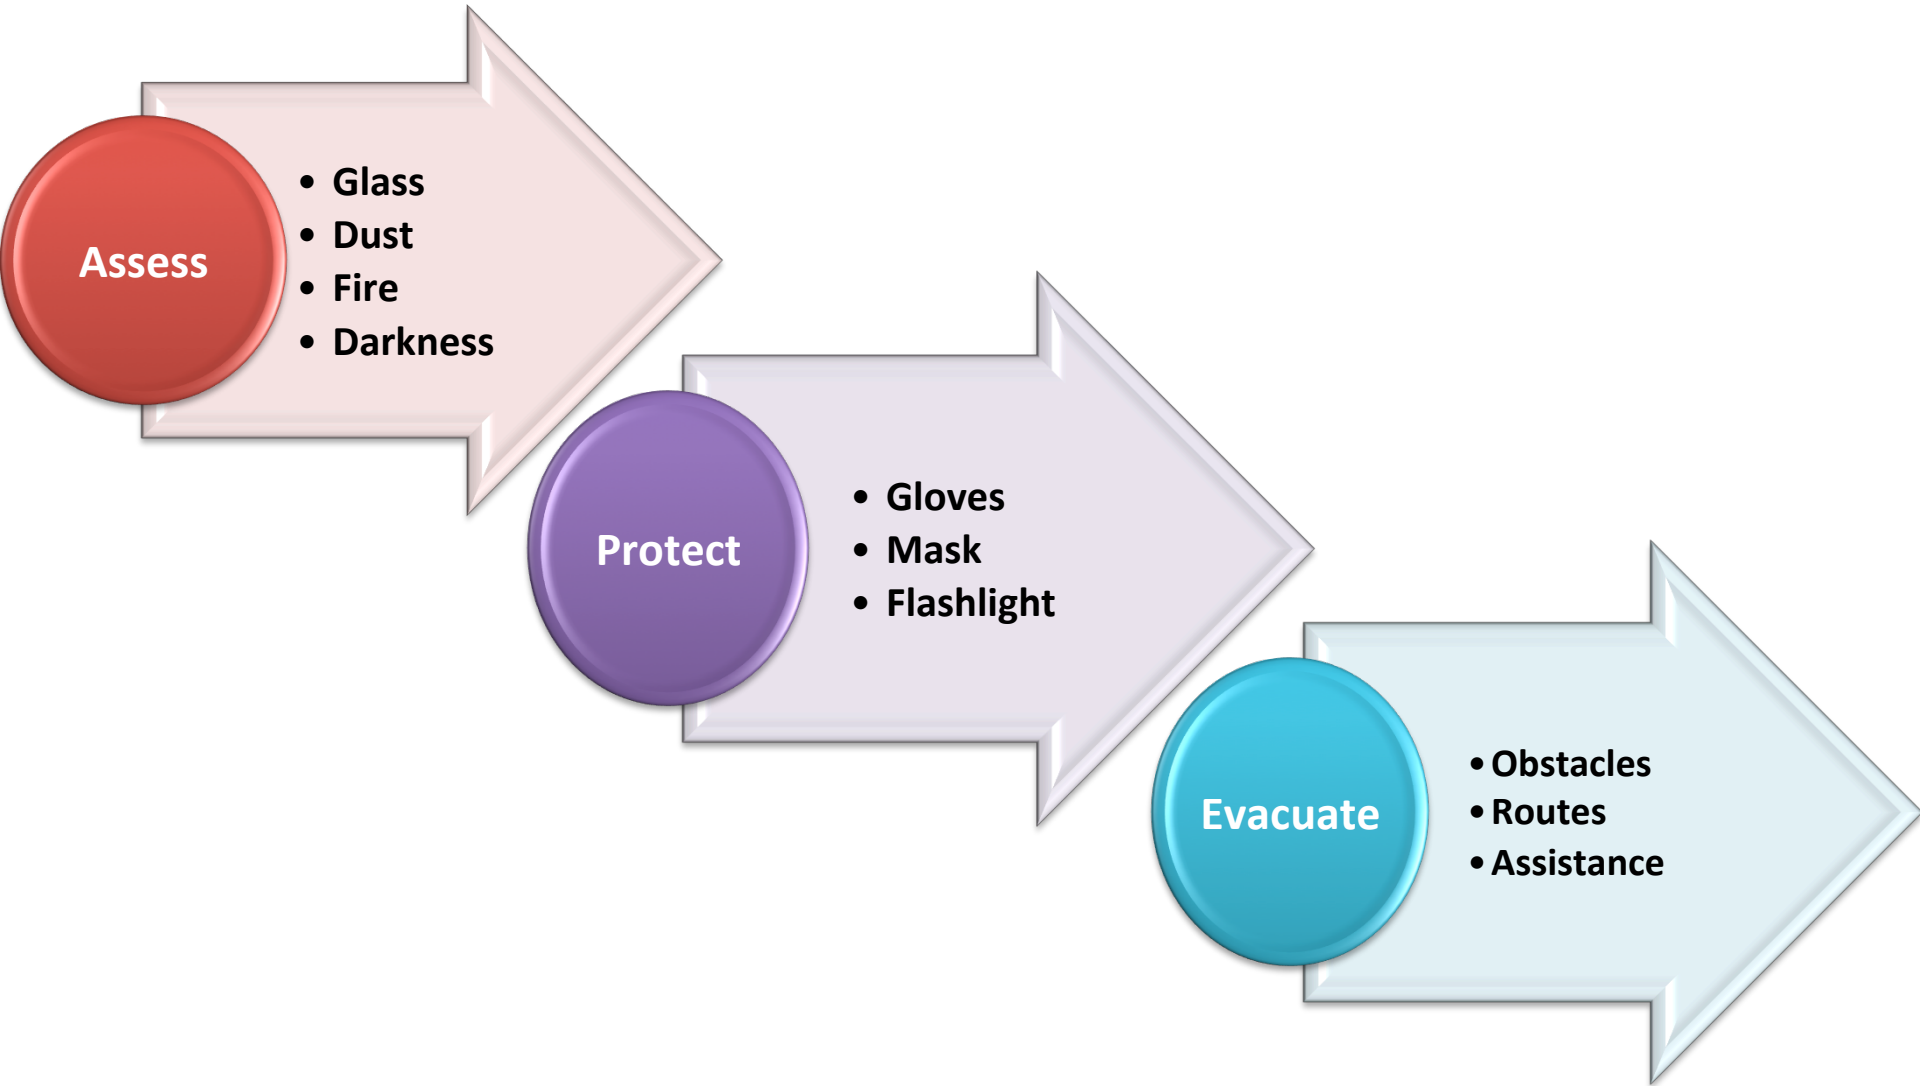 Assess
• Glass
• Dust
• Fire
• Darkness
Protect
• Gloves
• Mask
• Flashlight
Evacuate
• Obstacles
• Routes
• Assistance